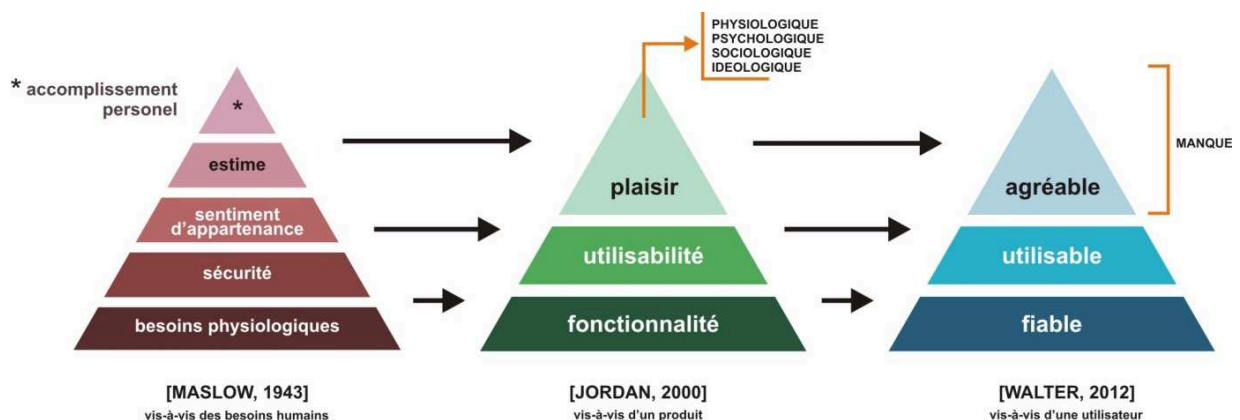 PHYSIOLOGIQUE
PSYCHOLOGIQUE
SOCIOLOGIQUE
IDEOLOGIQUE
* accomplissement
personel
*
estime
sentiment
d'appartenance
sécurité
besoins physiologiques
[MASLOW, 1943]
vis-à-vis des besoins humains
plaisir
utilisabilité
fonctionnalité
[JORDAN, 2000]
vis-à-vis d'un produit
MANQUE
agréable
utilisable
fiable
[WALTER, 2012]
vis-à-vis d'une utilisateur